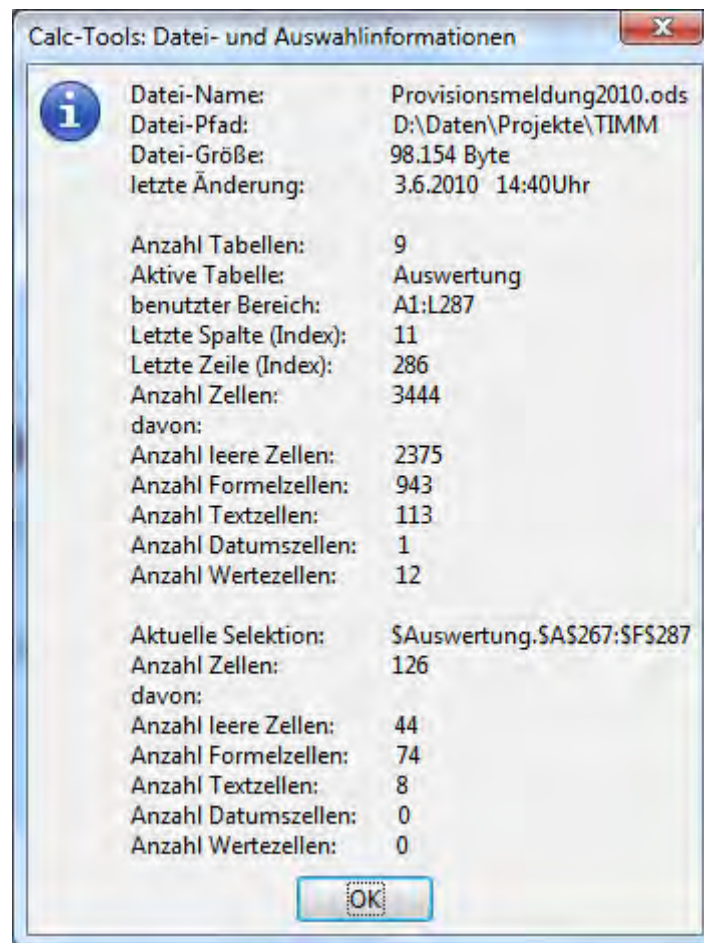 Calc-Tools: Datei- und Auswahlinformationen
Datei-Name: Provisionsmeldung2010.ods
Datei-Pfad: D:\Daten\Projekte\TIMM
Datei-Größe: 98.154 Byte
letzte Änderung: 3.6.2010 14:40Uhr
Anzahl Tabellen: 9
Aktive Tabelle: Auswertung
benutzter Bereich: A1:L287
Letzte Spalte (Index): 11
Letzte Zeile (Index): 286
Anzahl Zellen: 3444
davon:
Anzahl leere Zellen: 2375
Anzahl Formelzellen: 943
Anzahl Textzellen: 113
Anzahl Datumszellen: 1
Anzahl Wertezellen: 12
Aktuelle Selektion: $Auswertung.$A$267:$F$287
Anzahl Zellen: 126
davon:
Anzahl leere Zellen: 44
Anzahl Formelzellen: 74
Anzahl Textzellen: 8
Anzahl Datumszellen: 0
Anzahl Wertezellen: 0
OK